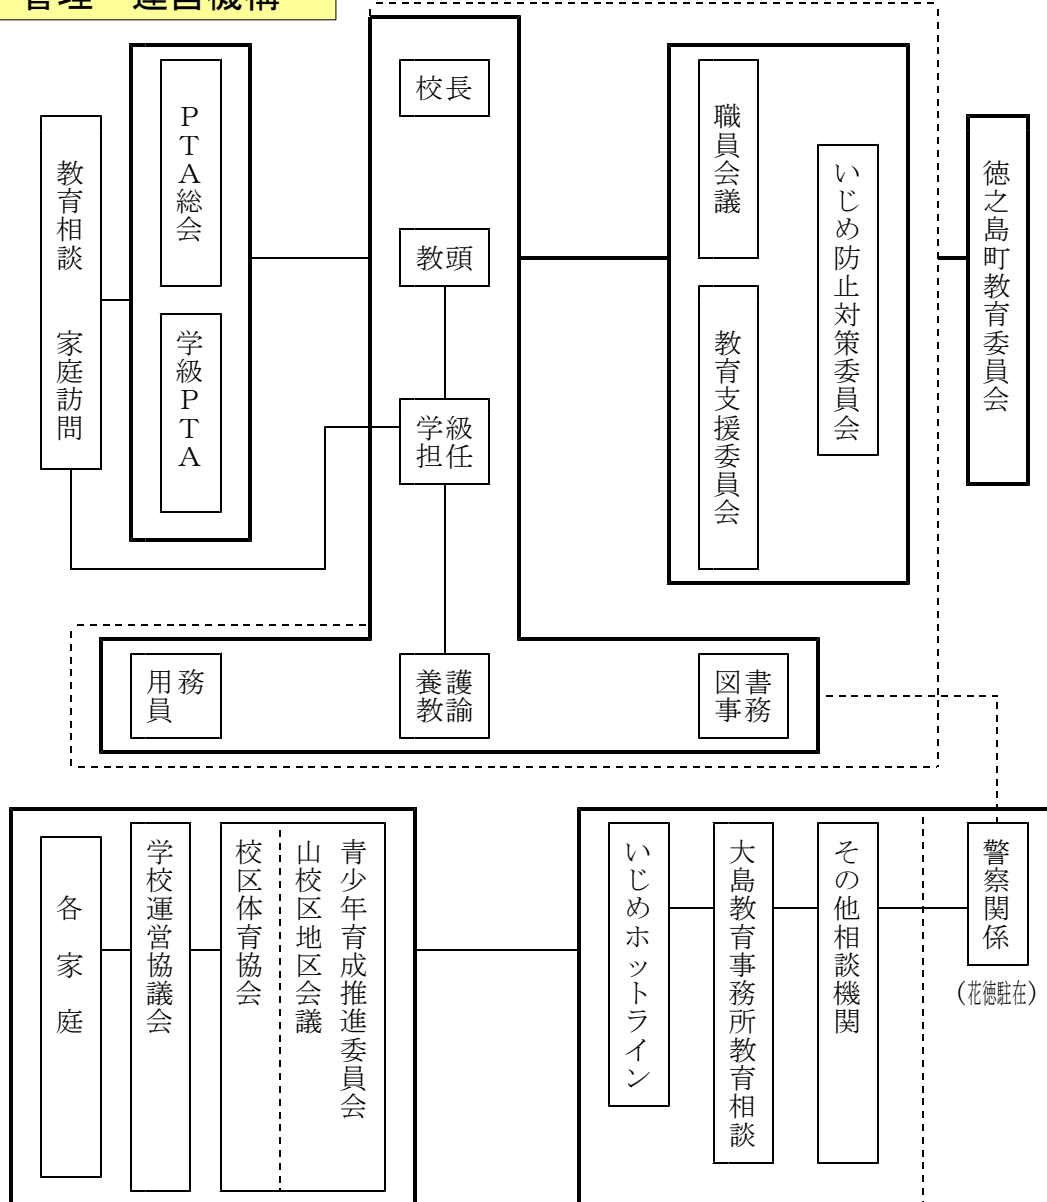 管理 運営機構
校長
教頭
学級
担任
養護
教諭
用務
員
図書
事務
教育相談 家庭訪問
PTA総会
学級PTA
職員会議
教育支援委員会
いじめ防止対策委員会
徳之島町教育委員会
各家庭
学校運営協議会
校区体育協会
青少年育成推進委員会
山校区地区会議
いじめホットライン
大島教育事務所教育相談
その他相談機関
警察関係
(花徳駐在)